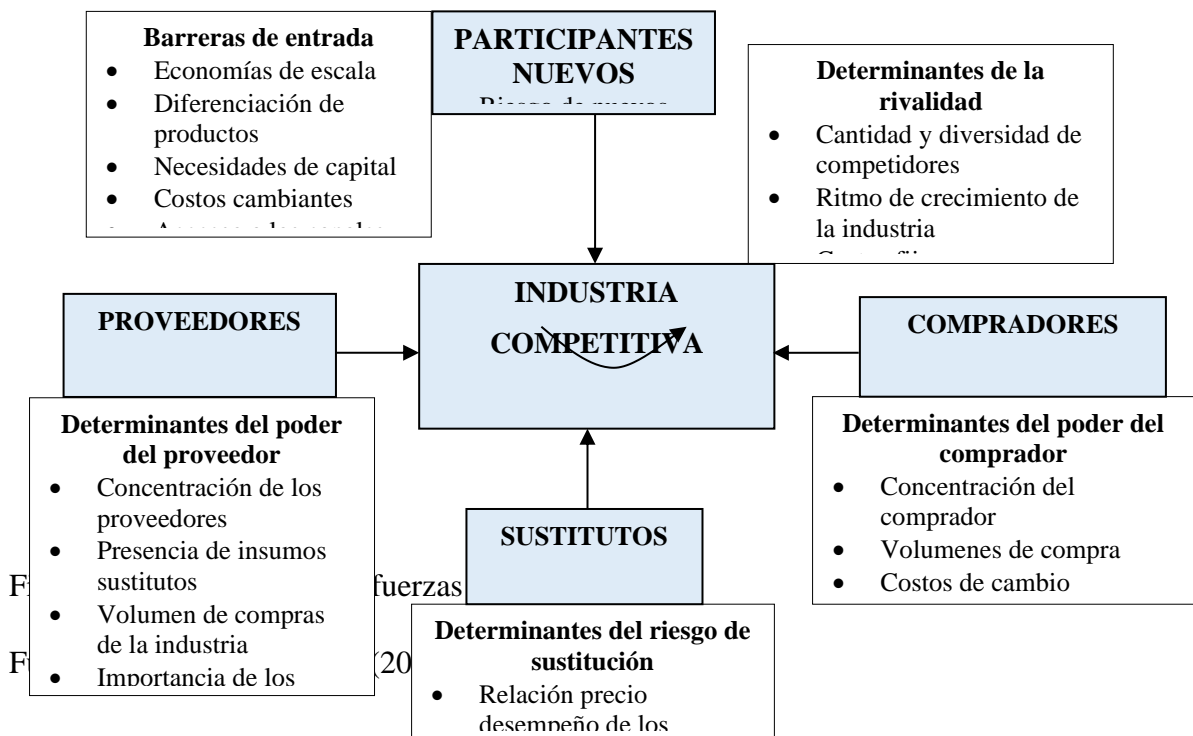 Barreras de entrada
• Economías de escala
• Diferenciación de
productos
• Necesidades de capital
• Costos cambiantes
PARTICIPANTES
NUEVOS
Determinantes de la
rivalidad
• Cantidad y diversidad de
competidores
• Ritmo de crecimiento de
la industria
PROVEEDORES
INDUSTRIA
COMPETITIVA
COMPRADORES
Determinantes del poder
del proveedor
• Concentración de los
proveedores
• Presencia de insumos
sustitutos
• Volumen de compras
de la industria
• Importancia de los
Determinantes del poder del
comprador
• Concentración del
comprador
• Volumenes de compra
• Costos de cambio
SUSTITUTOS
fuerzas
(20
Determinantes del riesgo de
sustitución
• Relación precio
desempeño de los